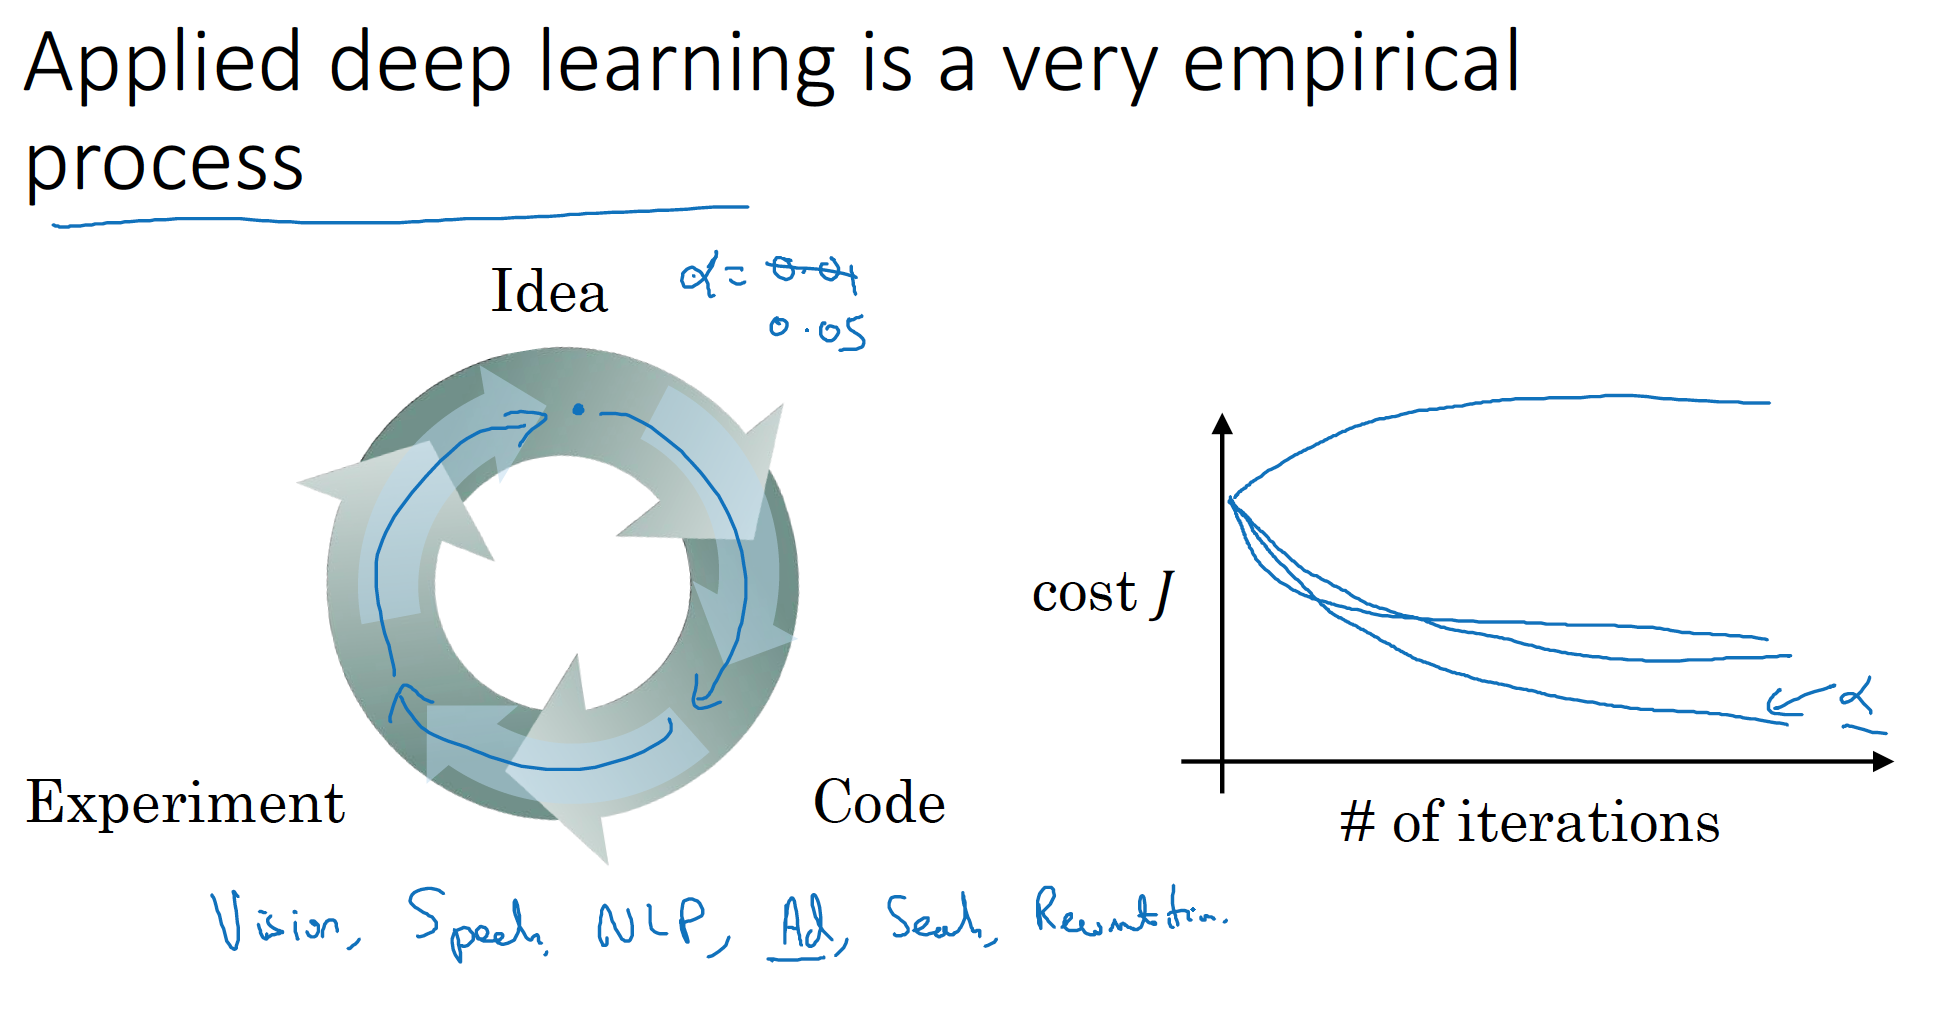 Applied deep learning is a very empirical
process
Idea
α = 0.01
0.05
cost J
α
Experiment
Code
# of iterations
Vision, Speech, NLP, Ad, Search,